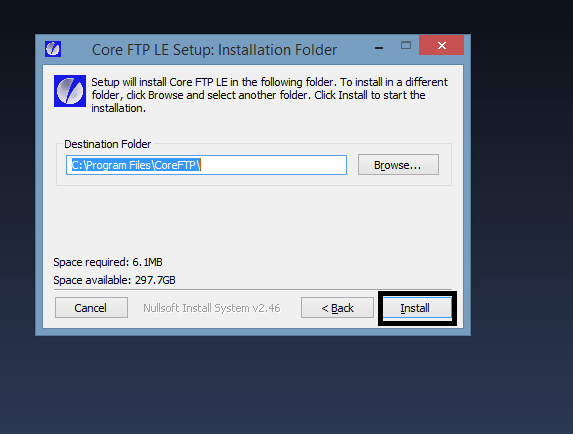 Core FTP LE Setup: Installation Folder
Setup will install Core FTP LE in the following folder. To install in a different
folder, click Browse and select another folder. Click Install to start the
installation.
Destination Folder
C:\Program Files\CoreFTP\
Browse...
Space required: 6.1MB
Space available: 297.7GB
Cancel
Nullsoft Install System v2.46
< Back
Install